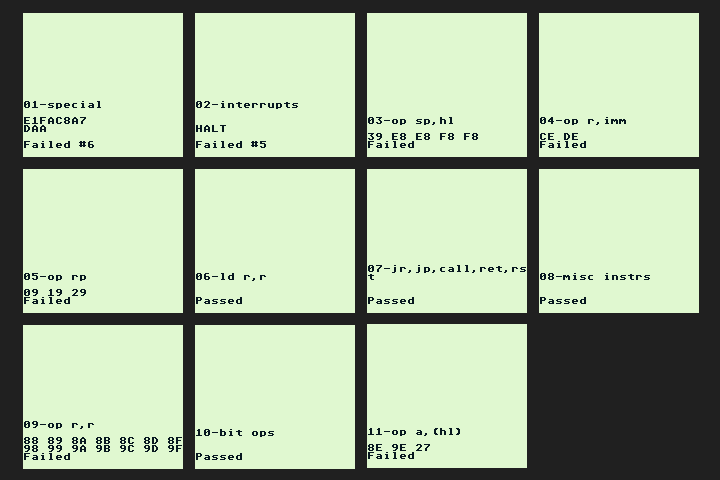 01-special
E1FAC8A7
DAA
Failed #6
02-interrupts
HALT
Failed #5
03-op sp,hl
39 E8 E8 F8 F8
Failed
04-op r,imm
CE DE
Failed
05-op rp
09 19 29
Failed
06-ld r,r
Passed
07-jr,jp,call,ret,rs
t
Passed
08-misc instrs
Passed
09-op r,r
88 89 8A 8B 8C 8D 8F
98 99 9A 9B 9C 9D 9F
Failed
10-bit ops
Passed
11-op a,(hl)
8E 9E 27
Failed